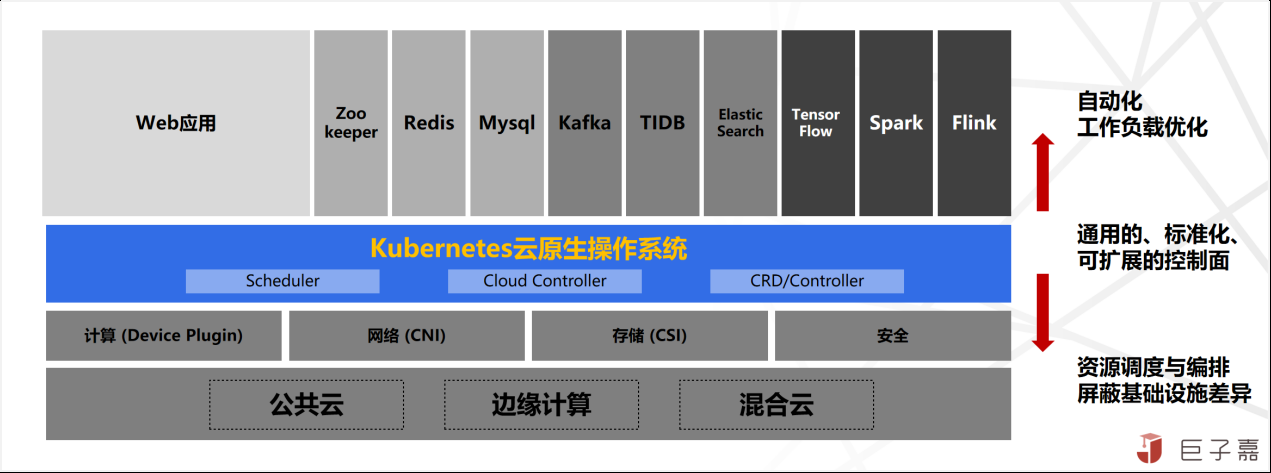 Web应用
Zoo
keeper
Redis
Mysql
Kafka
TIDB
Elastic
Search
Tensor
Flow
Spark
Flink
自动化
工作负载优化
Kubernetes云原生操作系统
Scheduler
Cloud Controller
CRD/Controller
通用的、标准化、
可扩展的控制面
计算 (Device Plugin)
网络 (CNI)
存储 (CSI)
安全
公共云
边缘计算
混合云
资源调度与编排
屏蔽基础设施差异
巨子嘉